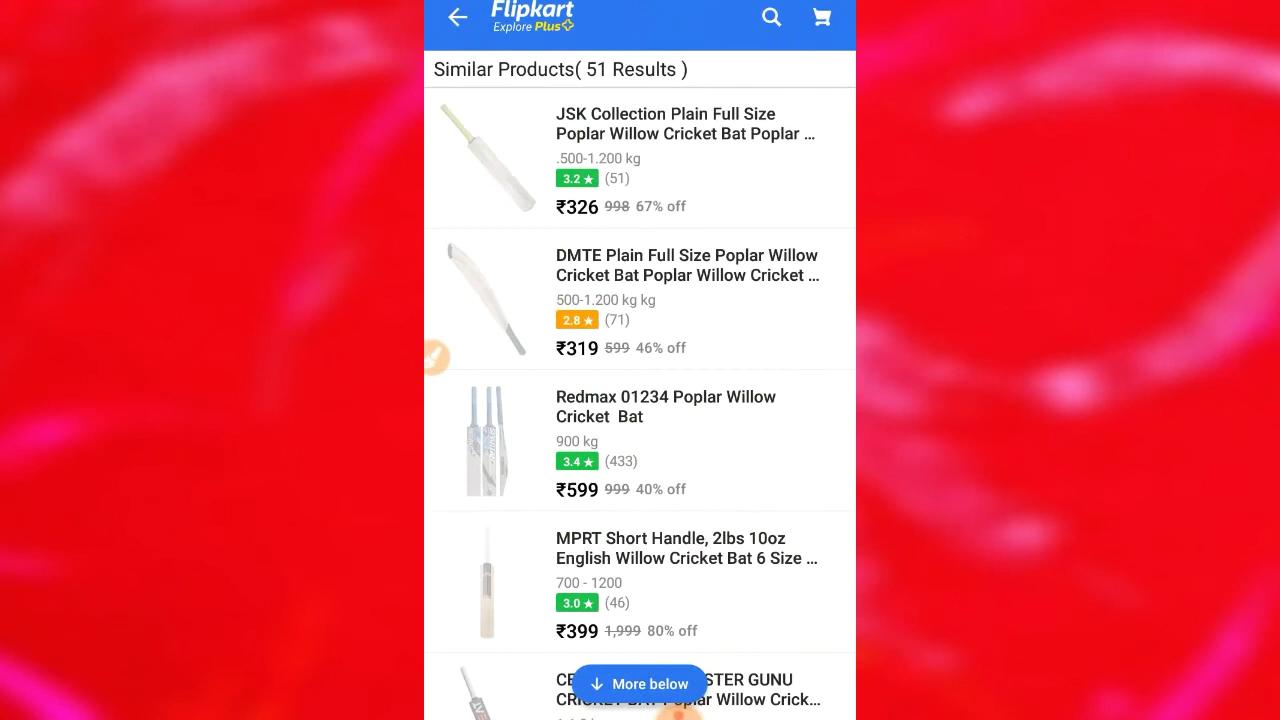 Flipkart
Explore Plus
Similar Products( 51 Results )
JSK Collection Plain Full Size
Poplar Willow Cricket Bat Poplar ...
.500-1.200 kg
3.2 ★ (51)
₹326 998 67% off
DMTE Plain Full Size Poplar Willow
Cricket Bat Poplar Willow Cricket ...
500-1.200 kg kg
2.8 ★ (71)
₹319 599 46% off
Redmax 01234 Poplar Willow
Cricket Bat
900 kg
3.4 ★ (433)
₹599 999 40% off
MPRT Short Handle, 2lbs 10oz
English Willow Cricket Bat 6 Size ...
700 - 1200
3.0 ★ (46)
₹399 1,999 80% off
GUNU
CRICKET BAT Poplar Willow Crick...
More below